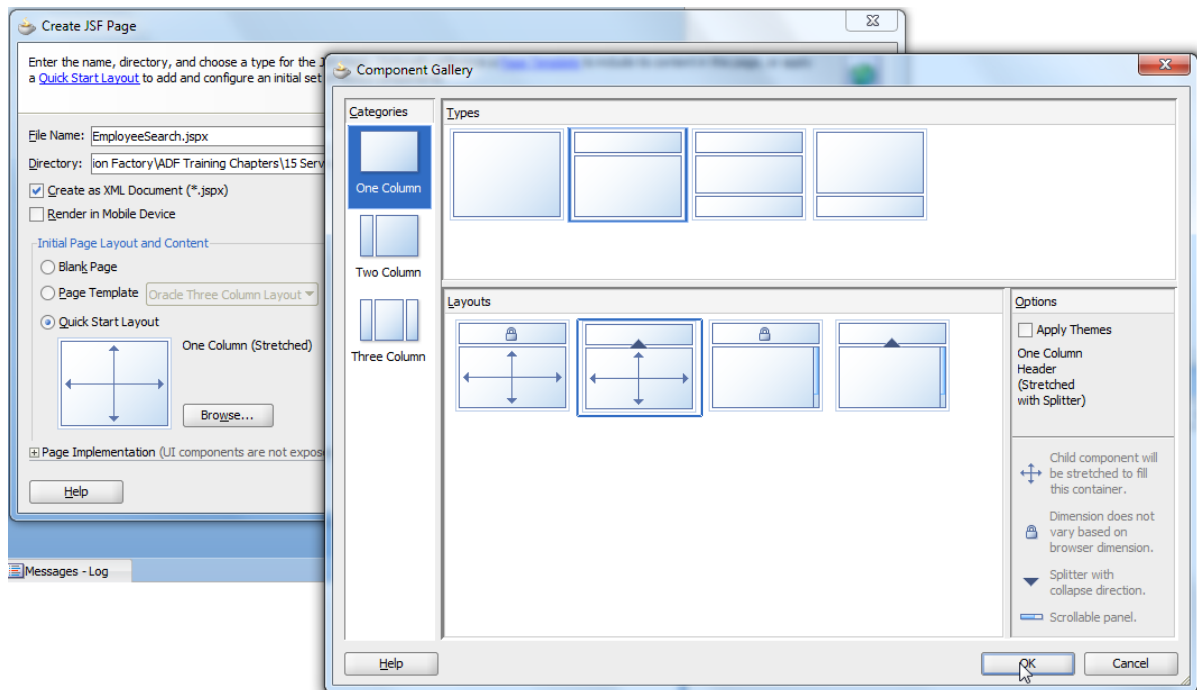 Create JSF Page
Enter the name, directory, and choose a type for the J
a Quick Start Layout to add and configure an initial set
File Name: EmployeeSearch.jspx
Directory: ion Factory\ADF Training Chapters\15 Serv
Create as XML Document (*.jspx)
Render in Mobile Device
Initial Page Layout and Content
Blank Page
Page Template Oracle Three Column Layout
Quick Start Layout
One Column (Stretched)
Browse...
Page Implementation (UI components are not expos
Help
Messages - Log
Component Gallery
Categories
One Column
Two Column
Three Column
Types
Layouts
Options
Apply Themes
One Column
Header
(Stretched
with Splitter)
Child component will
be stretched to fill
this container.
Dimension does not
vary based on
browser dimension.
Splitter with
collapse direction.
Scrollable panel.
Help
OK
Cancel